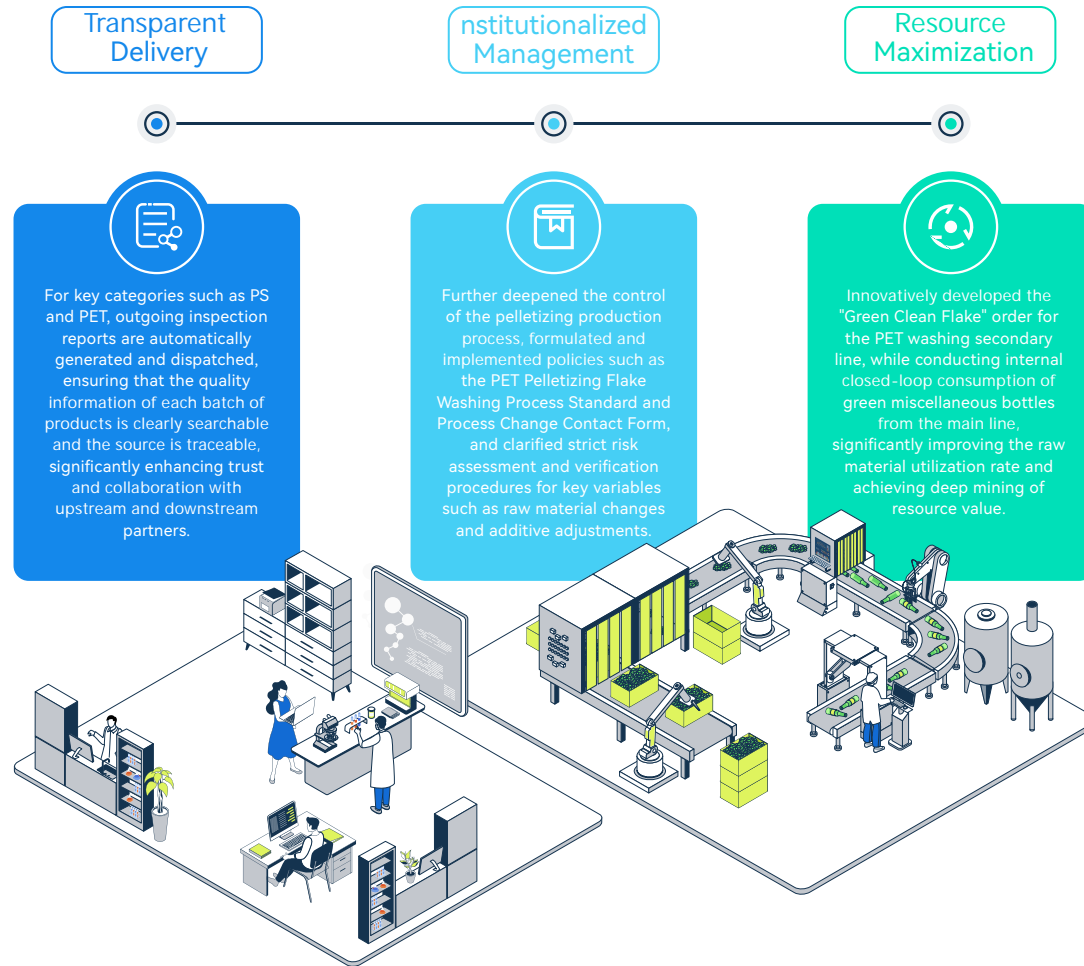 Transparent
Delivery
nstitutionalized
Management
Resource
Maximization
For key categories such as PS
and PET, outgoing inspection
reports are automatically
generated and dispatched,
ensuring that the quality
information of each batch of
products is clearly searchable
and the source is traceable,
significantly enhancing trust
and collaboration with
upstream and downstream
partners.
Further deepened the control
of the pelletizing production
process, formulated and
implemented policies such as
the PET Pelletizing Flake
Washing Process Standard and
Process Change Contact Form,
and clarified strict risk
assessment and verification
procedures for key variables
such as raw material changes
and additive adjustments.
Innovatively developed the
"Green Clean Flake" order for
the PET washing secondary
line, while conducting internal
closed-loop consumption of
green miscellaneous bottles
from the main line,
significantly improving the raw
material utilization rate and
achieving deep mining of
resource value.